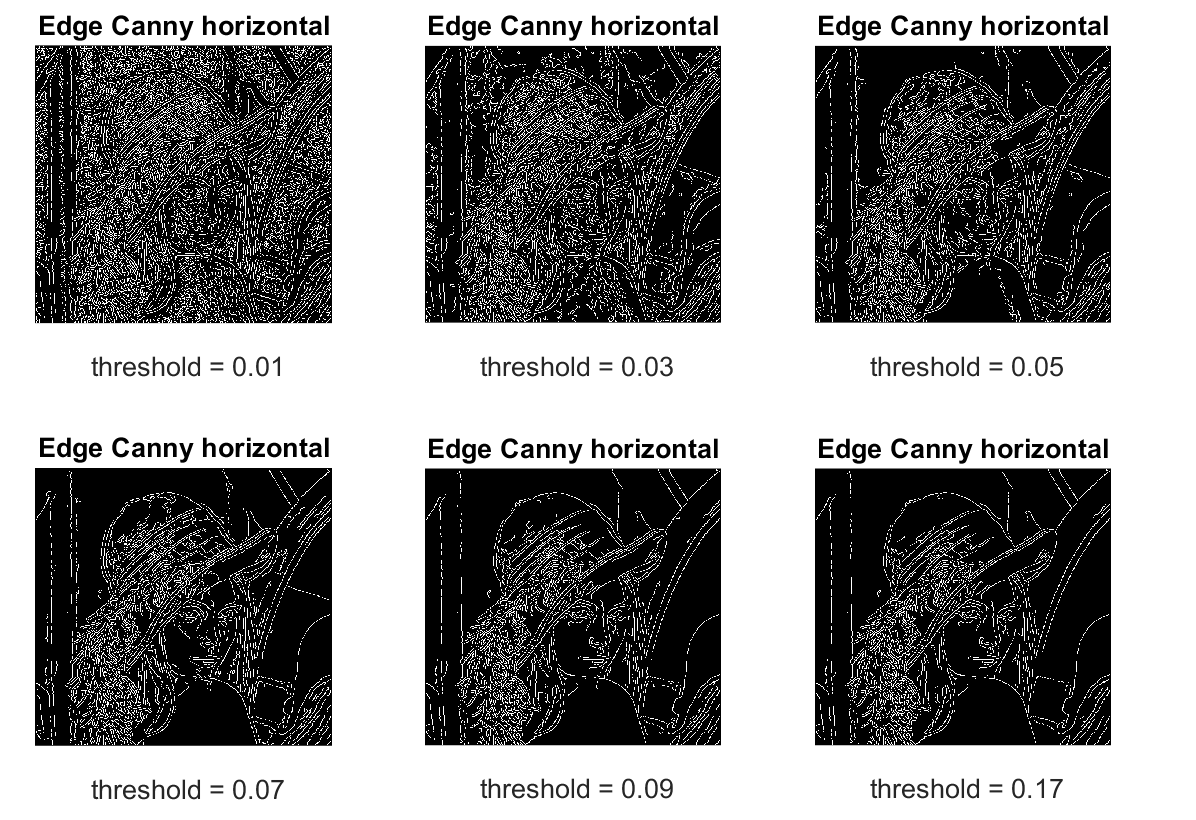 Edge Canny horizontal
Edge Canny horizontal
Edge Canny horizontal
threshold = 0.01
threshold = 0.03
threshold = 0.05
Edge Canny horizontal
Edge Canny horizontal
Edge Canny horizontal
threshold = 0.07
threshold = 0.09
threshold = 0.17